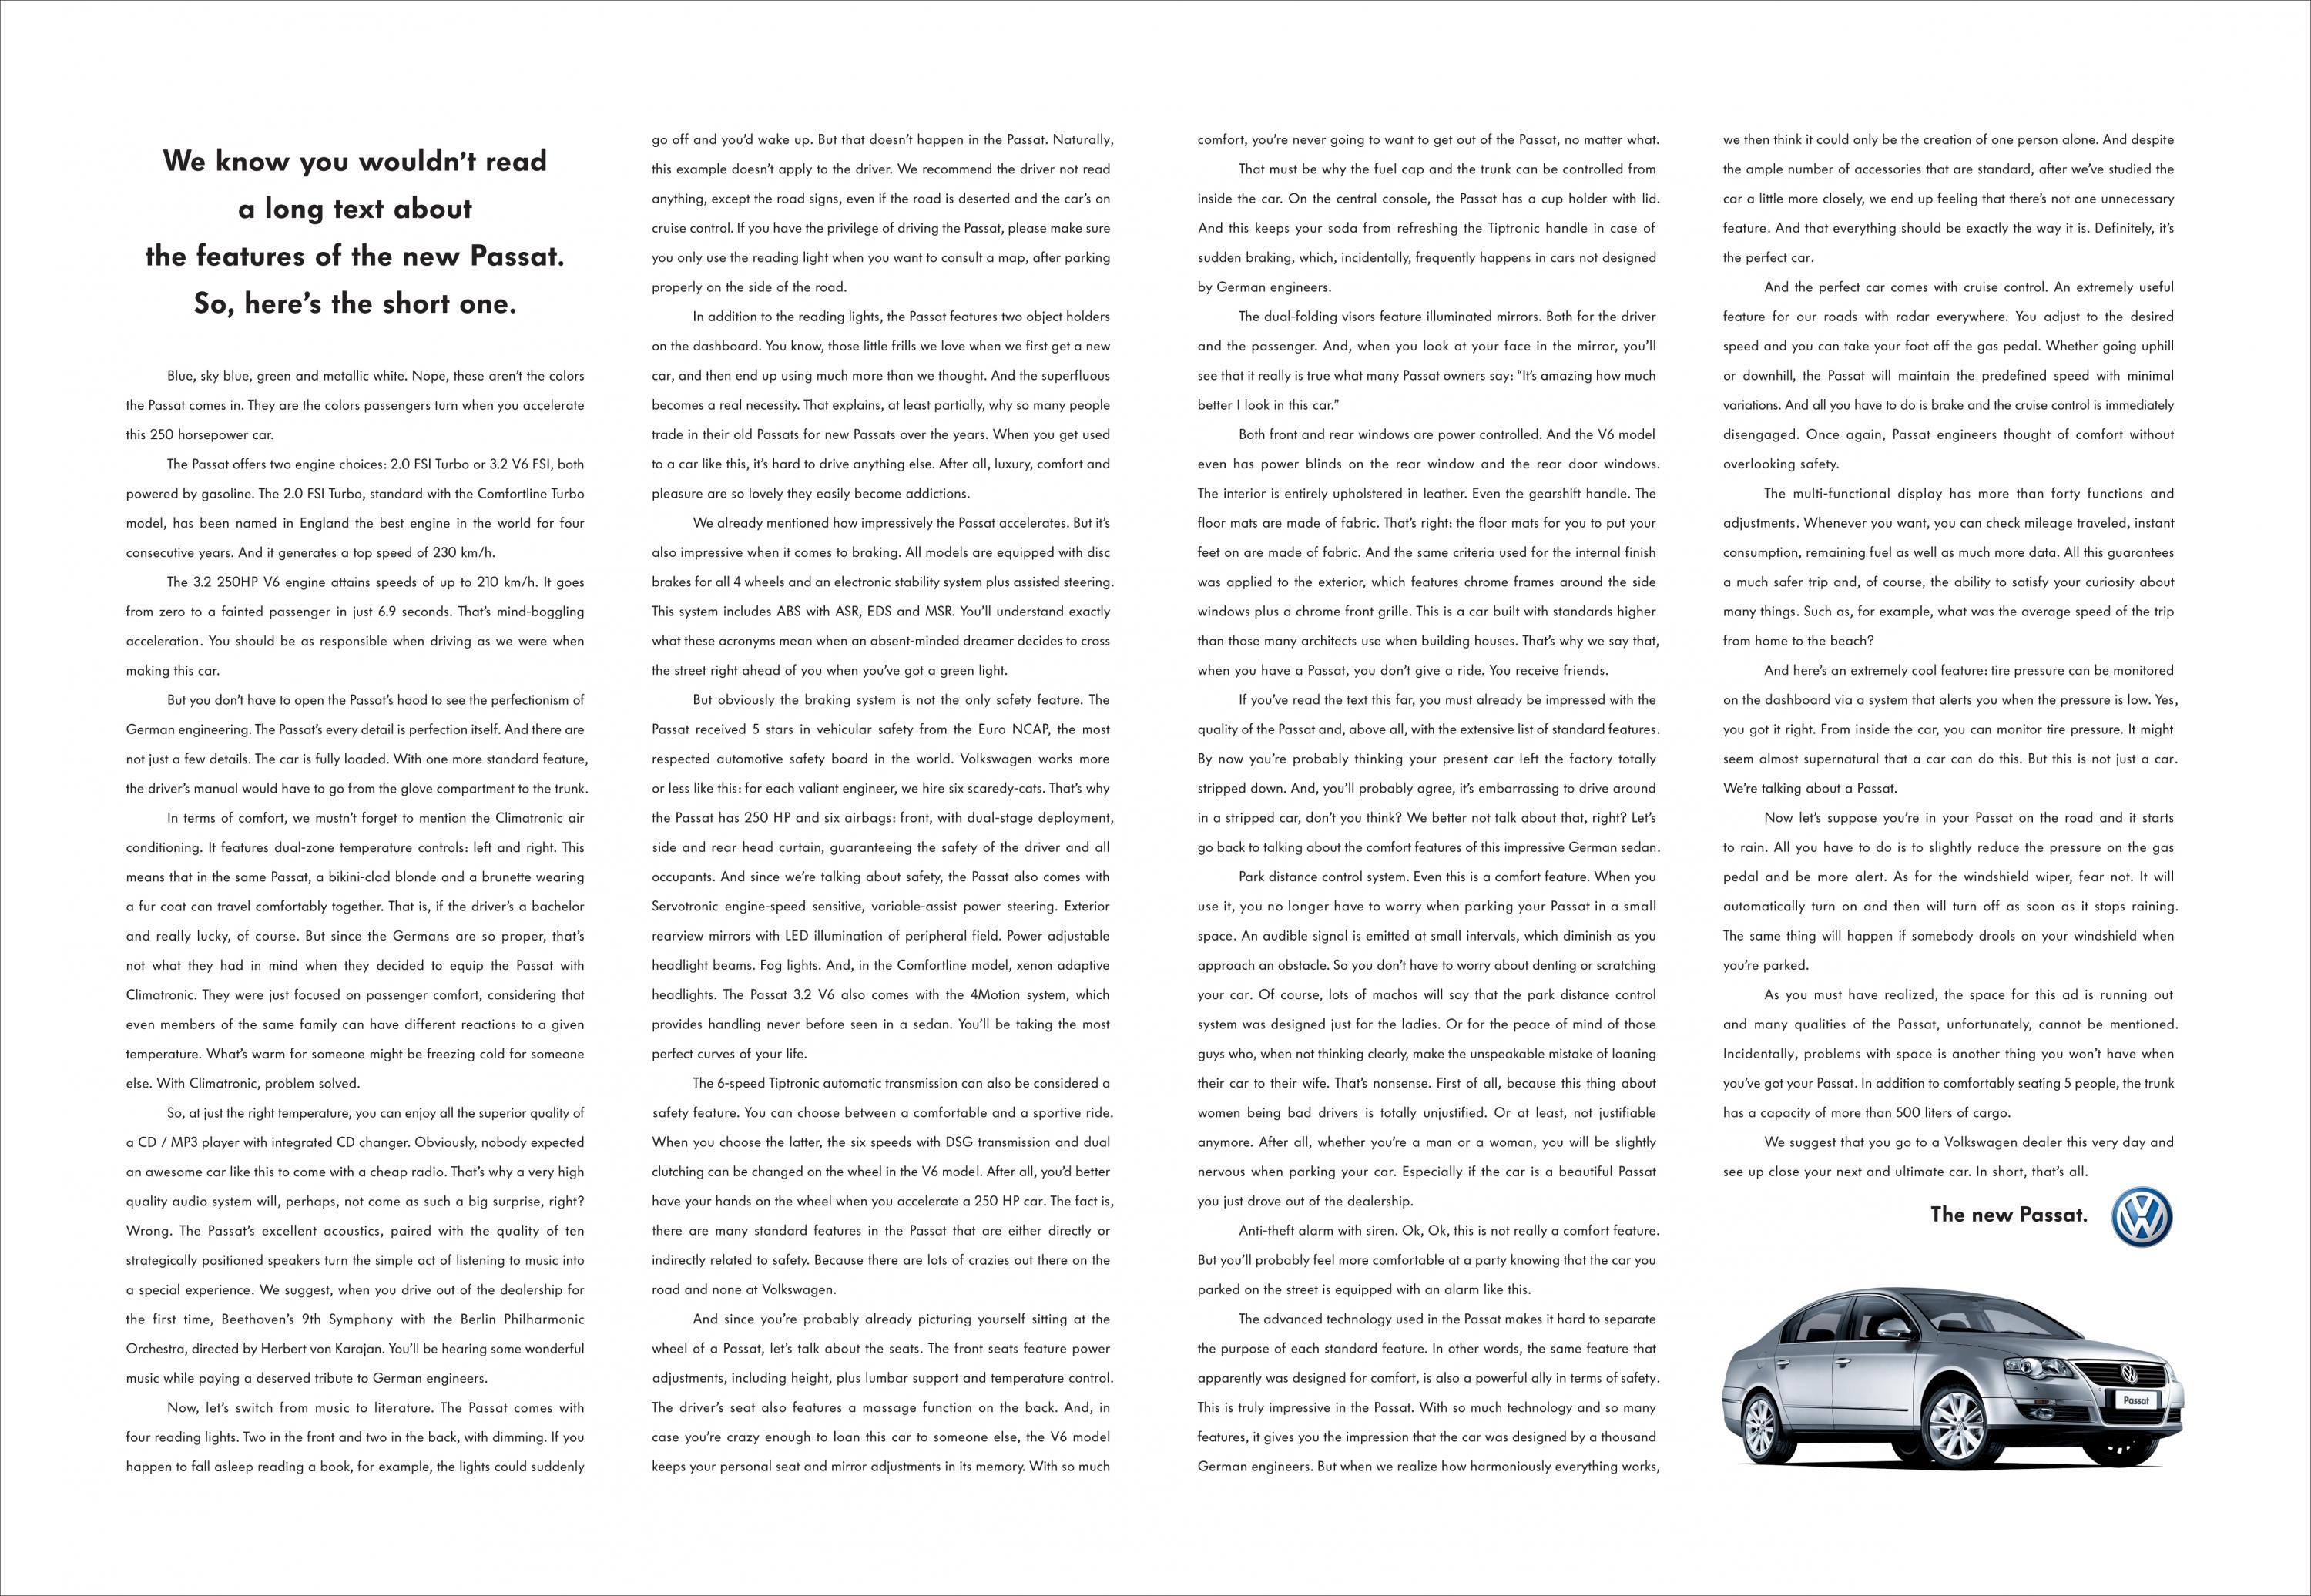 We know you wouldn't read
a long text about
the features of the new Passat.
So, here's the short one.
Blue, sky blue, green and metallic white. Nope, these aren't the colors
the Passat comes in. They are the colors passengers turn when you accelerate
this 250 horsepower car.
The Passat offers two engine choices: 2.0 FSI Turbo or 3.2 V6 FSI, both
powered by gasoline. The 2.0 FSI Turbo, standard with the Comfortline Turbo
model, has been named in England the best engine in the world for four
consecutive years. And it generates a top speed of 230 km/h.
The 3.2 250HP V6 engine attains speeds of up to 210 km/h. It goes
from zero to a fainted passenger in just 6.9 seconds. That's mind-boggling
acceleration. You should be as responsible when driving as we were when
making this car.
But you don't have to open the Passat's hood to see the perfectionism of
German engineering. The Passat's every detail is perfection itself. And there are
not just a few details. The car is fully loaded. With one more standard feature,
the driver's manual would have to go from the glove compartment to the trunk.
In terms of comfort, we mustn't forget to mention the Climatronic air
conditioning. It features dual-zone temperature controls: left and right. This
means that in the same Passat, a bikini-clad blonde and a brunette wearing
a fur coat can travel comfortably together. That is, if the driver's a bachelor
and really lucky, of course. But since the Germans are so proper, that's
not what they had in mind when they decided to equip the Passat with
Climatronic. They were just focused on passenger comfort, considering that
even members of the same family can have different reactions to a given
temperature. What's warm for someone might be freezing cold for someone
else. With Climatronic, problem solved.
So, at just the right temperature, you can enjoy all the superior quality of
a CD / MP3 player with integrated CD changer. Obviously, nobody expected
an awesome car like this to come with a cheap radio. That's why a very high
quality audio system will, perhaps, not come as such a big surprise, right?
Wrong. The Passat's excellent acoustics, paired with the quality of ten
strategically positioned speakers turn the simple act of listening to music into
a special experience. We suggest, when you drive out of the dealership for
the first time, Beethoven's 9th Symphony with the Berlin Philharmonic
Orchestra, directed by Herbert von Karajan. You'll be hearing some wonderful
music while paying a deserved tribute to German engineers.
Now, let's switch from music to literature. The Passat comes with
four reading lights. Two in the front and two in the back, with dimming. If you
happen to fall asleep reading a book, for example, the lights could suddenly
go off and you'd wake up. But that doesn't happen in the Passat. Naturally,
this example doesn't apply to the driver. We recommend the driver not read
anything, except the road signs, even if the road is deserted and the car's on
cruise control. If you have the privilege of driving the Passat, please make sure
you only use the reading light when you want to consult a map, after parking
properly on the side of the road.
In addition to the reading lights, the Passat features two object holders
on the dashboard. You know, those little frills we love when we first get a new
car, and then end up using much more than we thought. And the superfluous
becomes a real necessity. That explains, at least partially, why so many people
trade in their old Passats for new Passats over the years. When you get used
to a car like this, it's hard to drive anything else. After all, luxury, comfort and
pleasure are so lovely they easily become addictions.
We already mentioned how impressively the Passat accelerates. But it's
also impressive when it comes to braking. All models are equipped with disc
brakes for all 4 wheels and an electronic stability system plus assisted steering.
This system includes ABS with ASR, EDS and MSR. You'll understand exactly
what these acronyms mean when an absent-minded dreamer decides to cross
the street right ahead of you when you've got a green light.
But obviously the braking system is not the only safety feature. The
Passat received 5 stars in vehicular safety from the Euro NCAP, the most
respected automotive safety board in the world. Volkswagen works more
or less like this: for each valiant engineer, we hire six scaredy-cats. That's why
the Passat has 250 HP and six airbags: front, with dual-stage deployment,
side and rear head curtain, guaranteeing the safety of the driver and all
occupants. And since we're talking about safety, the Passat also comes with
Servotronic engine-speed sensitive, variable-assist power steering. Exterior
rearview mirrors with LED illumination of peripheral field. Power adjustable
headlight beams. Fog lights. And, in the Comfortline model, xenon adaptive
headlights. The Passat 3.2 V6 also comes with the 4Motion system, which
provides handling never before seen in a sedan. You'll be taking the most
perfect curves of your life.
The 6-speed Tiptronic automatic transmission can also be considered a
safety feature. You can choose between a comfortable and a sportive ride.
When you choose the latter, the six speeds with DSG transmission and dual
clutching can be changed on the wheel in the V6 model. After all, you'd better
have your hands on the wheel when you accelerate a 250 HP car. The fact is,
there are many standard features in the Passat that are either directly or
indirectly related to safety. Because there are lots of crazies out there on the
road and none at Volkswagen.
And since you're probably already picturing yourself sitting at the
wheel of a Passat, let's talk about the seats. The front seats feature power
adjustments, including height, plus lumbar support and temperature control.
The driver's seat also features a massage function on the back. And, in
case you're crazy enough to loan this car to someone else, the V6 model
keeps your personal seat and mirror adjustments in its memory. With so much
comfort, you're never going to want to get out of the Passat, no matter what.
That must be why the fuel cap and the trunk can be controlled from
inside the car. On the central console, the Passat has a cup holder with lid.
And this keeps your soda from refreshing the Tiptronic handle in case of
sudden braking, which, incidentally, frequently happens in cars not designed
by German engineers.
The dual-folding visors feature illuminated mirrors. Both for the driver
and the passenger. And, when you look at your face in the mirror, you'll
see that it really is true what many Passat owners say: "It's amazing how much
better I look in this car."
Both front and rear windows are power controlled. And the V6 model
even has power blinds on the rear window and the rear door windows.
The interior is entirely upholstered in leather. Even the gearshift handle. The
floor mats are made of fabric. That's right: the floor mats for you to put your
feet on are made of fabric. And the same criteria used for the internal finish
was applied to the exterior, which features chrome frames around the side
windows plus a chrome front grille. This is a car built with standards higher
than those many architects use when building houses. That's why we say that,
when you have a Passat, you don't give a ride. You receive friends.
If you've read the text this far, you must already be impressed with the
quality of the Passat and, above all, with the extensive list of standard features.
By now you're probably thinking your present car left the factory totally
stripped down. And, you'll probably agree, it's embarrassing to drive around
in a stripped car, don't you think? We better not talk about that, right? Let's
go back to talking about the comfort features of this impressive German sedan.
Park distance control system. Even this is a comfort feature. When you
use it, you no longer have to worry when parking your Passat in a small
space. An audible signal is emitted at small intervals, which diminish as you
approach an obstacle. So you don't have to worry about denting or scratching
your car. Of course, lots of machos will say that the park distance control
system was designed just for the ladies. Or for the peace of mind of those
guys who, when not thinking clearly, make the unspeakable mistake of loaning
their car to their wife. That's nonsense. First of all, because this thing about
women being bad drivers is totally unjustified. Or at least, not justifiable
anymore. After all, whether you're a man or a woman, you will be slightly
nervous when parking your car. Especially if the car is a beautiful Passat
you just drove out of the dealership.
Anti-theft alarm with siren. Ok, Ok, this is not really a comfort feature.
But you'll probably feel more comfortable at a party knowing that the car you
parked on the street is equipped with an alarm like this.
The advanced technology used in the Passat makes it hard to separate
the purpose of each standard feature. In other words, the same feature that
apparently was designed for comfort, is also a powerful ally in terms of safety.
This is truly impressive in the Passat. With so much technology and so many
features, it gives you the impression that the car was designed by a thousand
German engineers. But when we realize how harmoniously everything works,
we then think it could only be the creation of one person alone. And despite
the ample number of accessories that are standard, after we've studied the
car a little more closely, we end up feeling that there's not one unnecessary
feature. And that everything should be exactly the way it is. Definitely, it's
the perfect car.
And the perfect car comes with cruise control. An extremely useful
feature for our roads with radar everywhere. You adjust to the desired
speed and you can take your foot off the gas pedal. Whether going uphill
or downhill, the Passat will maintain the predefined speed with minimal
variations. And all you have to do is brake and the cruise control is immediately
disengaged. Once again, Passat engineers thought of comfort without
overlooking safety.
The multi-functional display has more than forty functions and
adjustments. Whenever you want, you can check mileage traveled, instant
consumption, remaining fuel as well as much more data. All this guarantees
a much safer trip and, of course, the ability to satisfy your curiosity about
many things. Such as, for example, what was the average speed of the trip
from home to the beach?
And here's an extremely cool feature: tire pressure can be monitored
on the dashboard via a system that alerts you when the pressure is low. Yes,
you got it right. From inside the car, you can monitor tire pressure. It might
seem almost supernatural that a car can do this. But this is not just a car.
We're talking about a Passat.
Now let's suppose you're in your Passat on the road and it starts
to rain. All you have to do is to slightly reduce the pressure on the gas
pedal and be more alert. As for the windshield wiper, fear not. It will
automatically turn on and then will turn off as soon as it stops raining.
The same thing will happen if somebody drools on your windshield when
you're parked.
As you must have realized, the space for this ad is running out
and many qualities of the Passat, unfortunately, cannot be mentioned.
Incidentally, problems with space is another thing you won't have when
you've got your Passat. In addition to comfortably seating 5 people, the trunk
has a capacity of more than 500 liters of cargo.
We suggest that you go to a Volkswagen dealer this very day and
see up close your next and ultimate car. In short, that's all.
The new Passat.
Passat